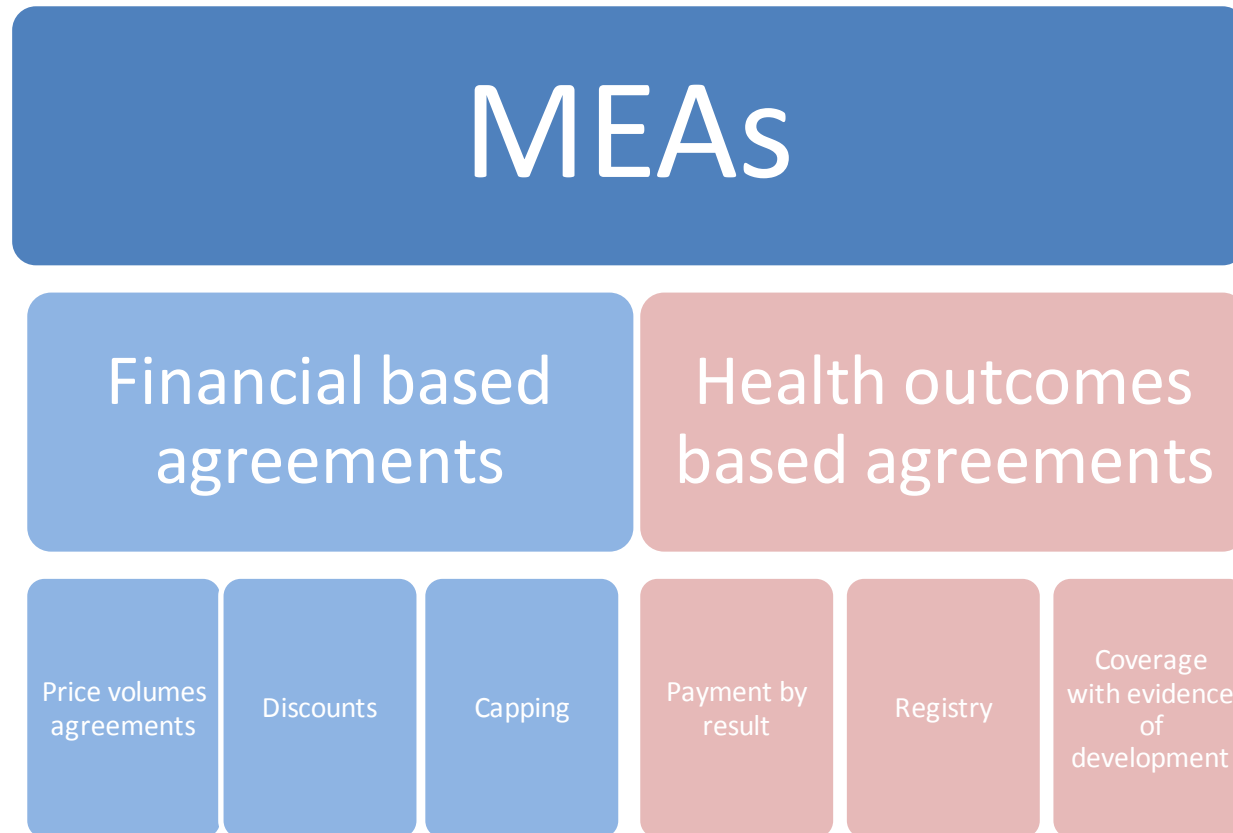 MEAs
Financial based
agreements
Health outcomes
based agreements
Price volumes
agreements
Discounts
Capping
Payment by
result
Registry
Coverage
with evidence
of
development